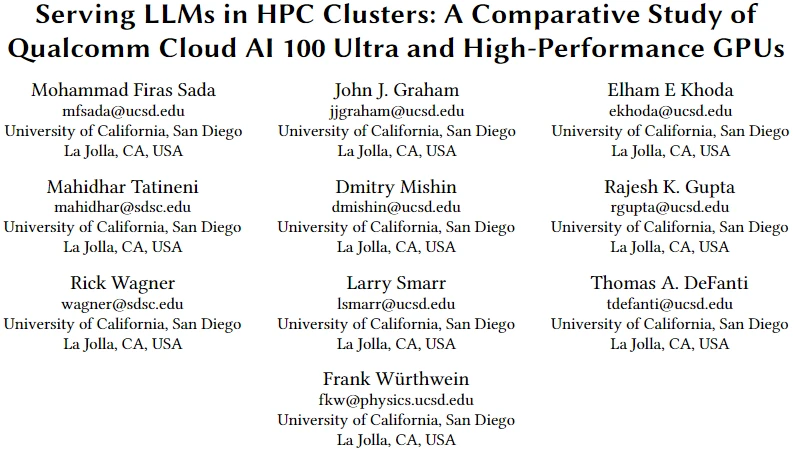 Serving LLMs in HPC Clusters: A Comparative Study of
Qualcomm Cloud AI 100 Ultra and High-Performance GPUs
Mohammad Firas Sada
mfsada@ucsd.edu
University of California, San Diego
La Jolla, CA, USA
John J. Graham
jjgraham@ucsd.edu
University of California, San Diego
La Jolla, CA, USA
Elham E Khoda
ekhoda@ucsd.edu
University of California, San Diego
La Jolla, CA, USA
Mahidhar Tatineni
mahidhar@sdsc.edu
University of California, San Diego
La Jolla, CA, USA
Dmitry Mishin
dmishin@ucsd.edu
University of California, San Diego
La Jolla, CA, USA
Rajesh K. Gupta
rgupta@ucsd.edu
University of California, San Diego
La Jolla, CA, USA
Rick Wagner
wagner@sdsc.edu
University of California, San Diego
La Jolla, CA, USA
Larry Smarr
lsmarr@ucsd.edu
University of California, San Diego
La Jolla, CA, USA
Thomas A. DeFanti
tdefanti@ucsd.edu
University of California, San Diego
La Jolla, CA, USA
Frank Würthwein
fkw@physics.ucsd.edu
University of California, San Diego
La Jolla, CA, USA